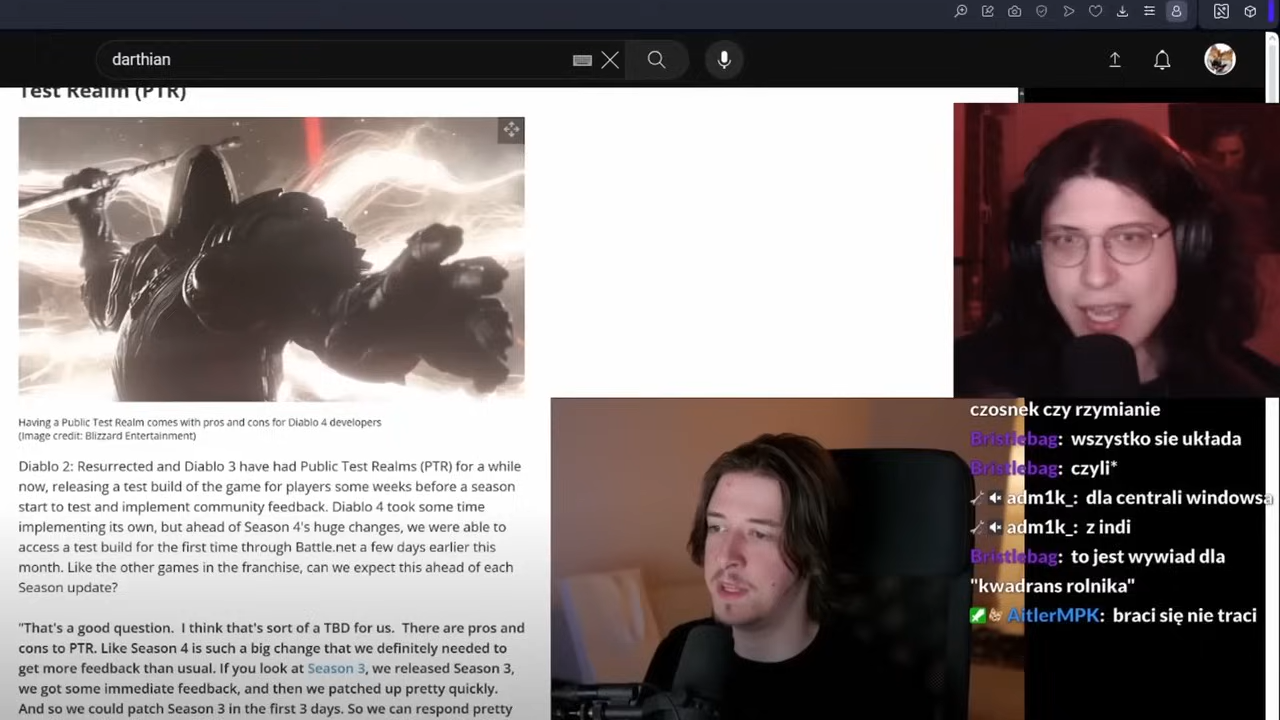 darthian
Test Realm (PTR)
Having a Public Test Realm comes with pros and cons for Diablo 4 developers
(Image credit: Blizzard Entertainment)
Diablo 2: Resurrected and Diablo 3 have had Public Test Realms (PTR) for a while
now, releasing a test build of the game for players some weeks before a season
start to test and implement community feedback. Diablo 4 took some time
implementing its own, but ahead of Season 4's huge changes, we were able to
access a test build for the first time through Battle.net a few days earlier this
month. Like the other games in the franchise, can we expect this ahead of each
Season update?
"That's a good question. I think that's sort of a TBD for us. There are pros and
cons to PTR. Like Season 4 is such a big change that we definitely needed to
get more feedback than usual. If you look at Season 3, we released Season 3,
we got some immediate feedback, and then we patched up pretty quickly.
And so we could patch Season 3 in the first 3 days. So we can respond pretty
czosnek czy rzymianie
Bristlebag: wszystko sie układa
Bristlebag: czyli*
adm1k_: dla centrali windowsa
adm1k_: z indi
Bristlebag: to jest wywiad dla
"kwadrans rolnika"
AitlerMPK: braci się nie traci